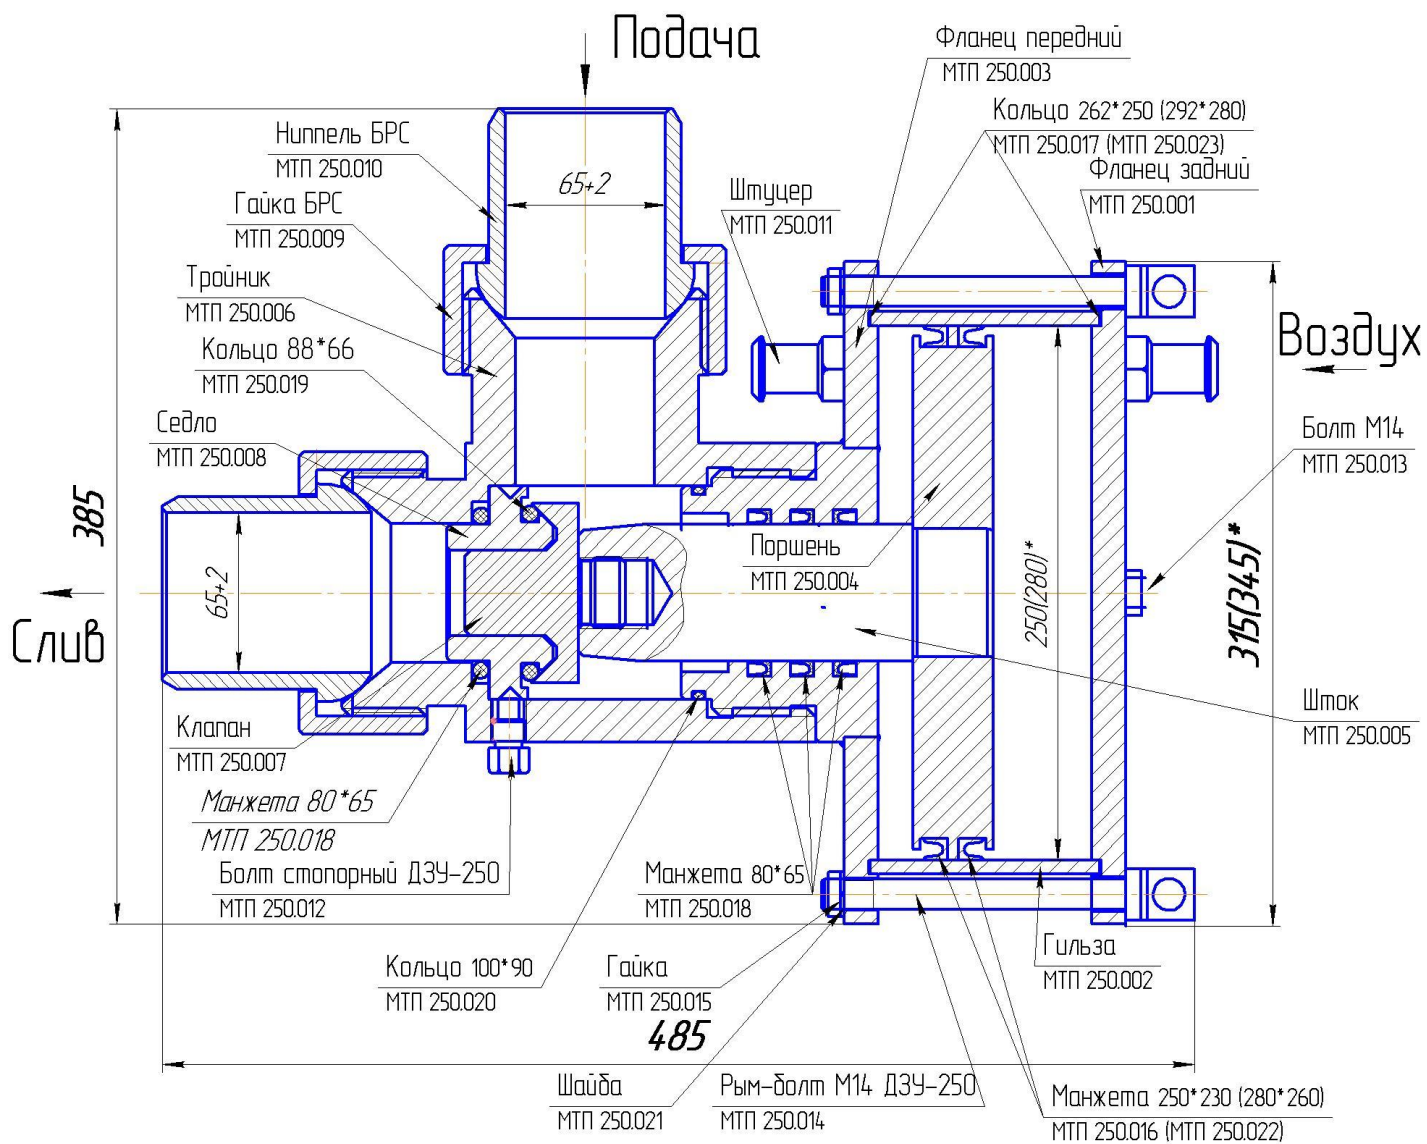 Подача
Фланец передний
МТП 250.003
Кольцо 262*250 (292*280)
МТП 250.017 (МТП 250.023)
Фланец задний
МТП 250.001
Ниппель БРС
МТП 250.010
65+2
Штуцер
МТП 250.011
Гайка БРС
МТП 250.009
Тройник
МТП 250.006
Воздух
Кольцо 88*66
МТП 250.019
Седло
МТП 250.008
Болт М14
МТП 250.013
385
Поршень
МТП 250.004
250(280)*
315(345)*
65+2
Слив
Шток
МТП 250.005
Клапан
МТП 250.007
Манжета 80*65
МТП 250.018
Болт стопорный ДЗУ-250
МТП 250.012
Манжета 80*65
МТП 250.018
Гильза
МТП 250.002
Кольцо 100*90
МТП 250.020
Гайка
МТП 250.015
485
Шайба
МТП 250.021
Рым-болт М14 ДЗУ-250
МТП 250.014
Манжета 250*230 (280*260)
МТП 250.016 (МТП 250.022)